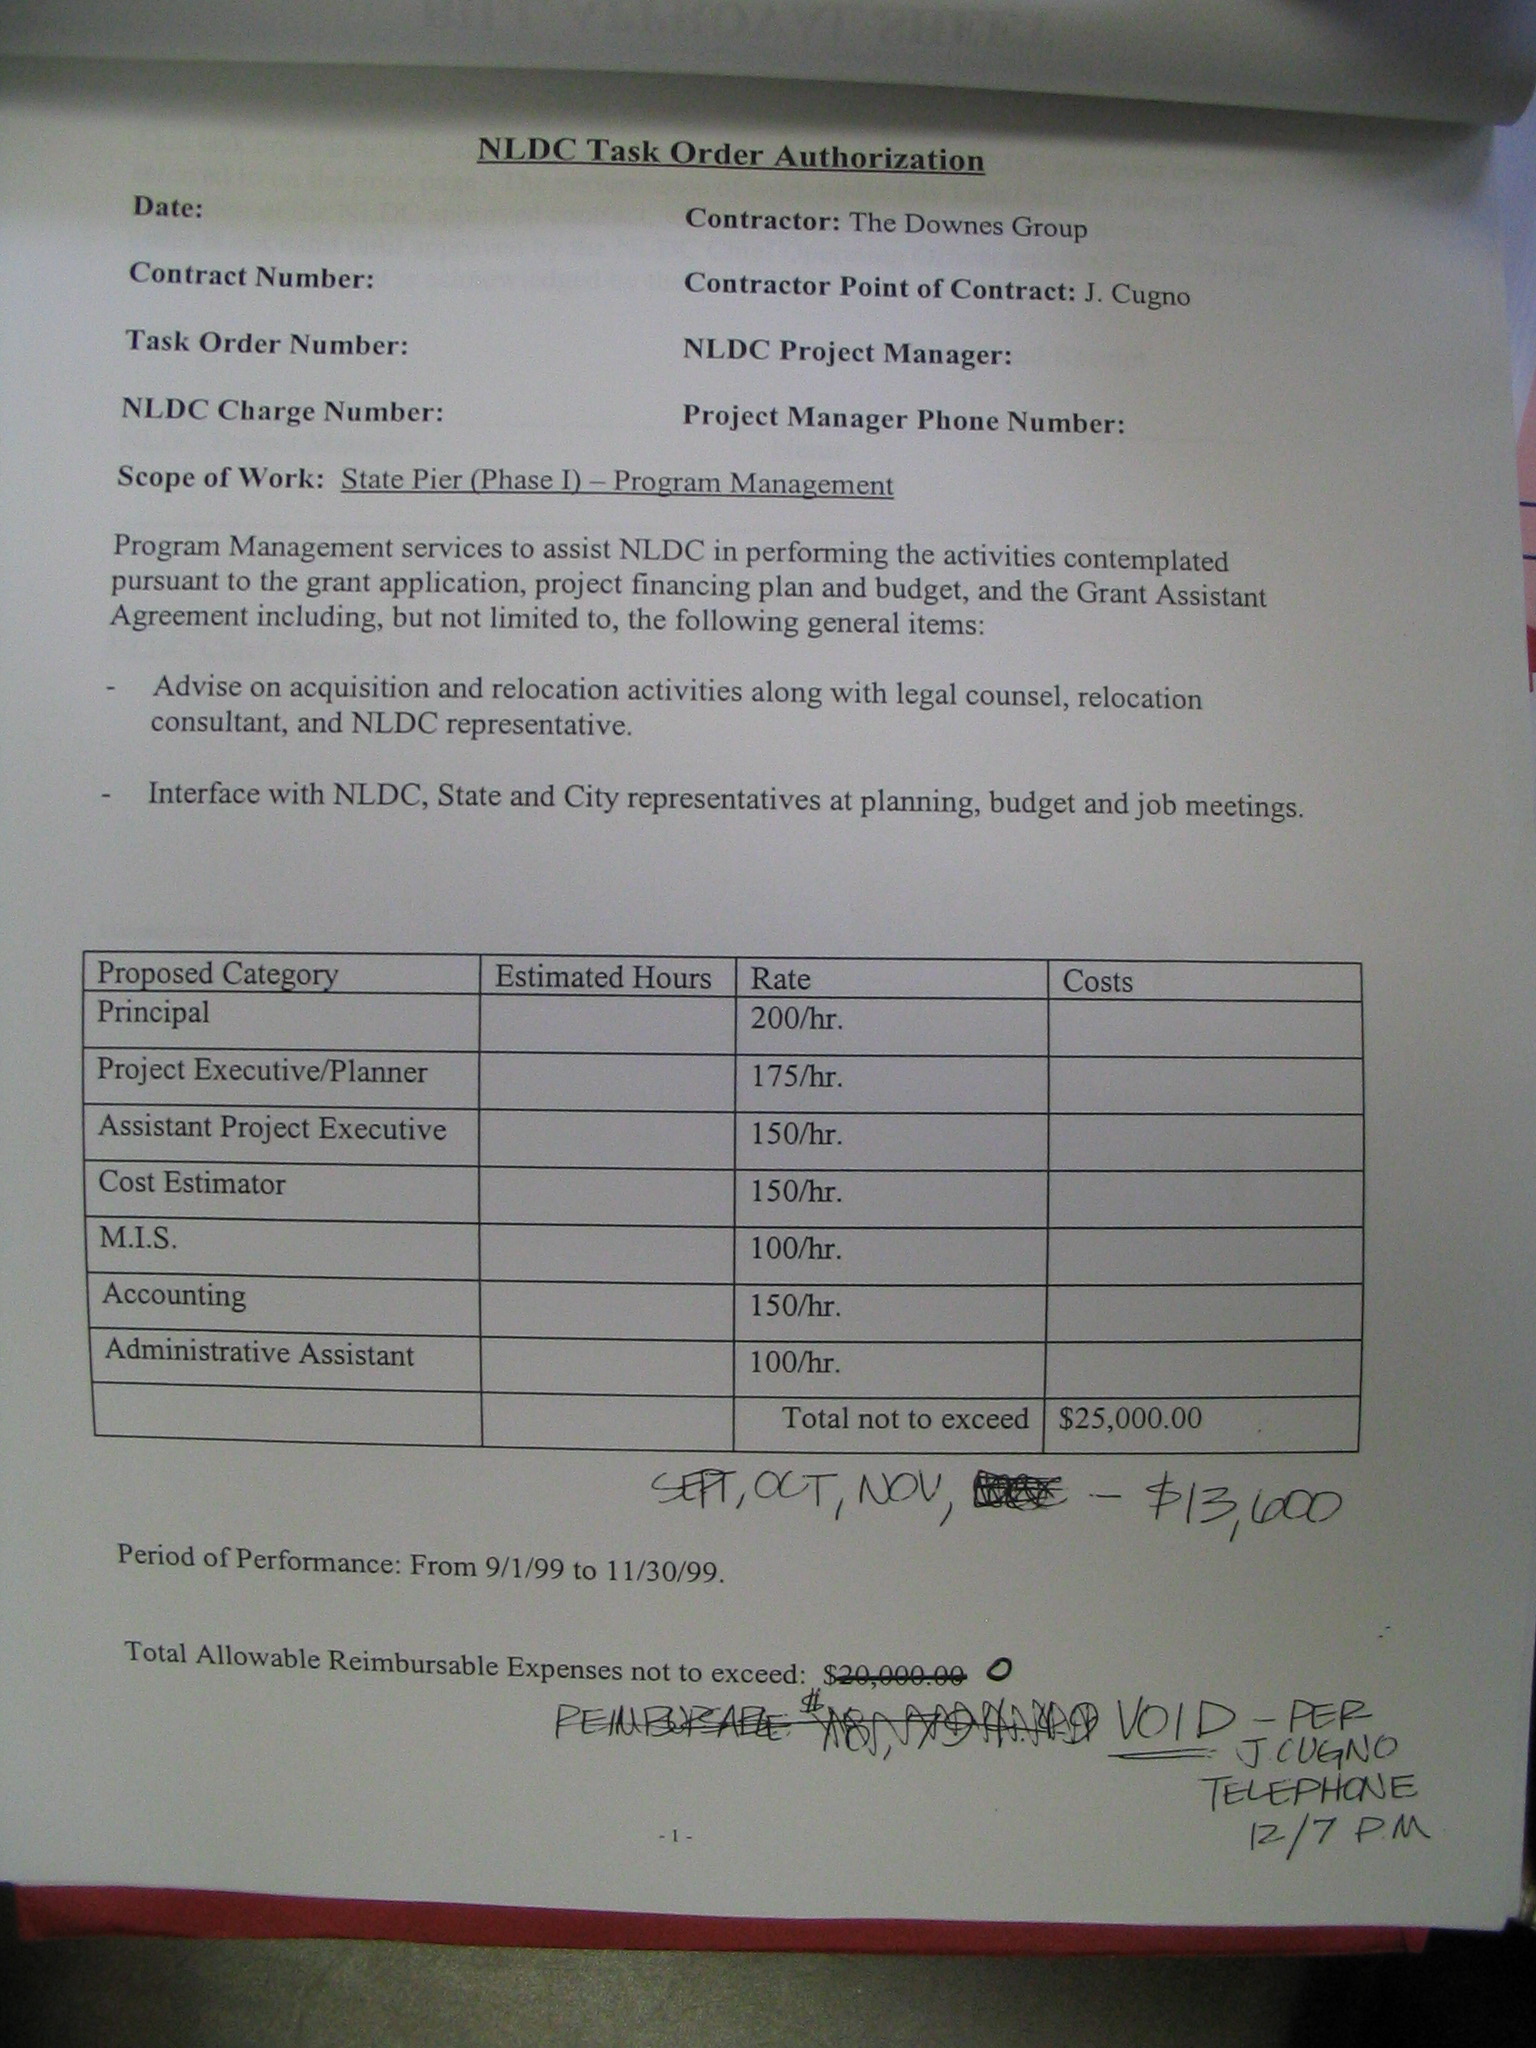 NLDC Task Order Authorization
Date:
Contractor: The Downes Group
Contract Number:
Contractor Point of Contract: J. Cugno
Task Order Number:
NLDC Project Manager:
NLDC Charge Number:
Project Manager Phone Number:
Scope of Work: State Pier (Phase I) – Program Management
Program Management services to assist NLDC in performing the activities contemplated
pursuant to the grant application, project financing plan and budget, and the Grant Assistant
Agreement including, but not limited to, the following general items:
- Advise on acquisition and relocation activities along with legal counsel, relocation
consultant, and NLDC representative.
- Interface with NLDC, State and City representatives at planning, budget and job meetings.
Proposed Category Estimated Hours Rate Costs
Principal 200/hr.
Project Executive/Planner 175/hr.
Assistant Project Executive 150/hr.
Cost Estimator 150/hr.
M.I.S. 100/hr.
Accounting 150/hr.
Administrative Assistant 100/hr.
Total not to exceed $25,000.00
SEPT, OCT, NOV, – $13,600
Period of Performance: From 9/1/99 to 11/30/99.
Total Allowable Reimbursable Expenses not to exceed: $20,000.00 0
VOID – PER
J. CUGNO
TELEPHONE
12/7 P.M
- 1 -